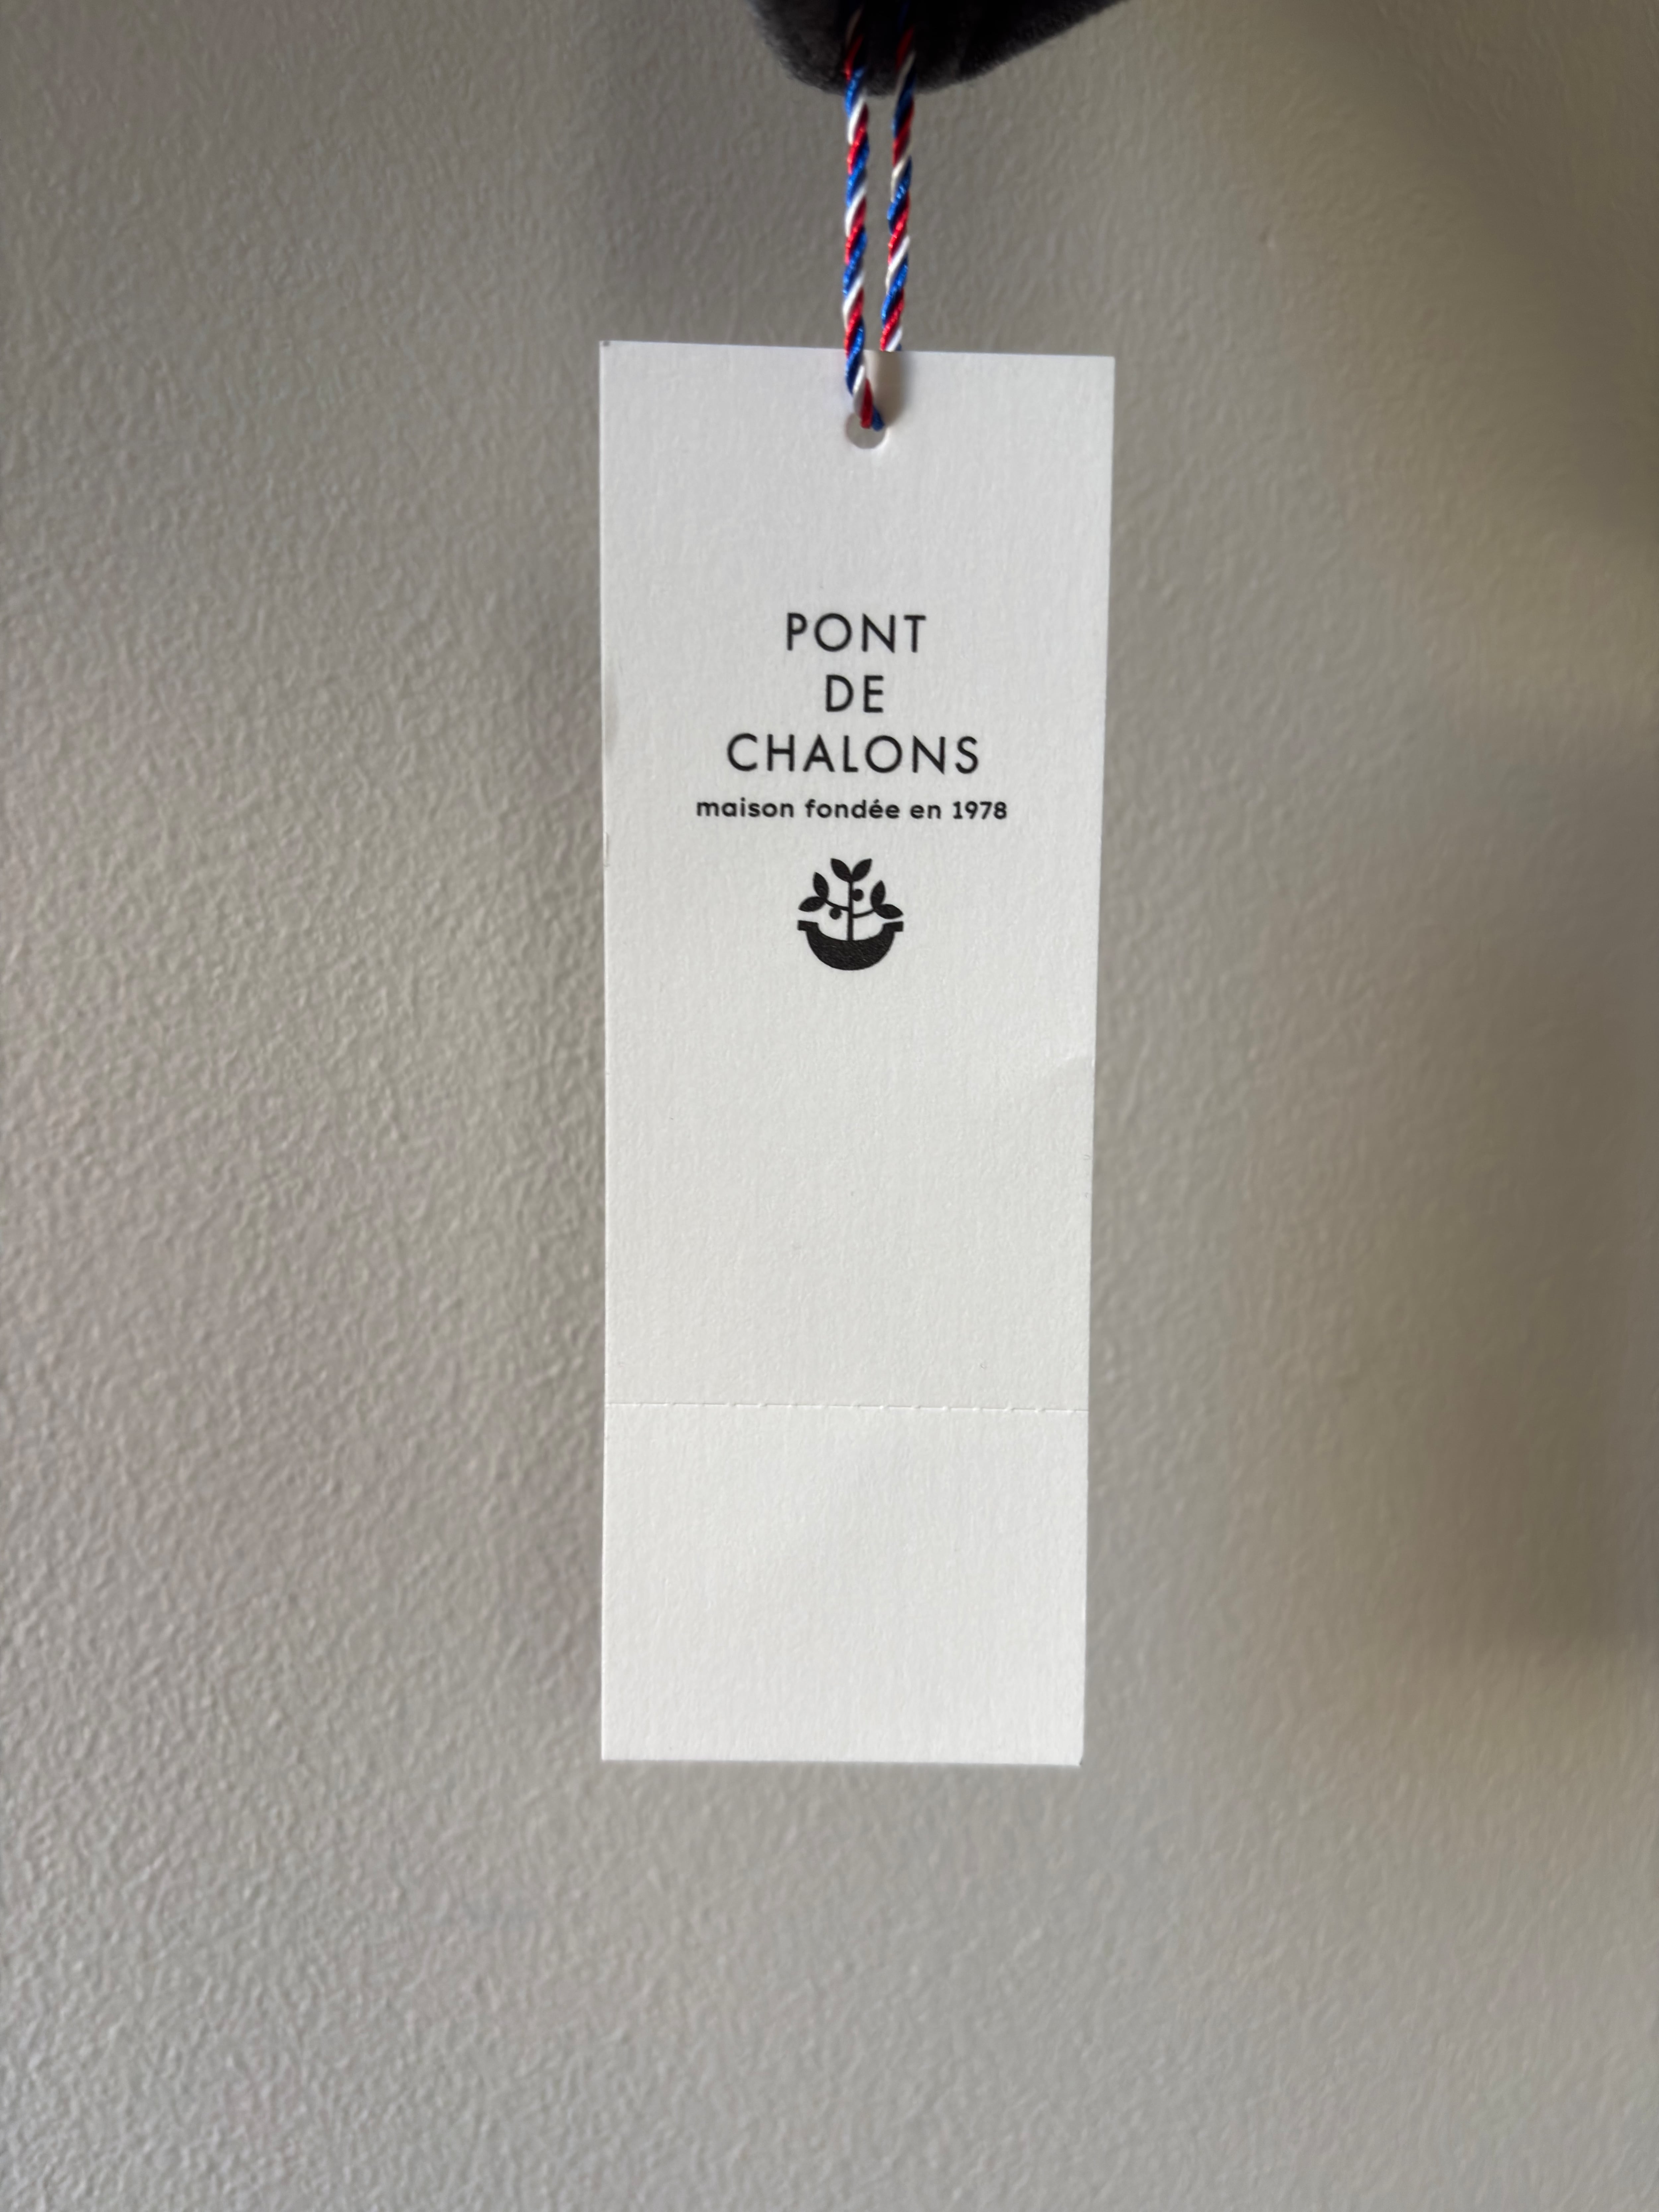 PONT
DE
CHALONS
maison fondée en 1978